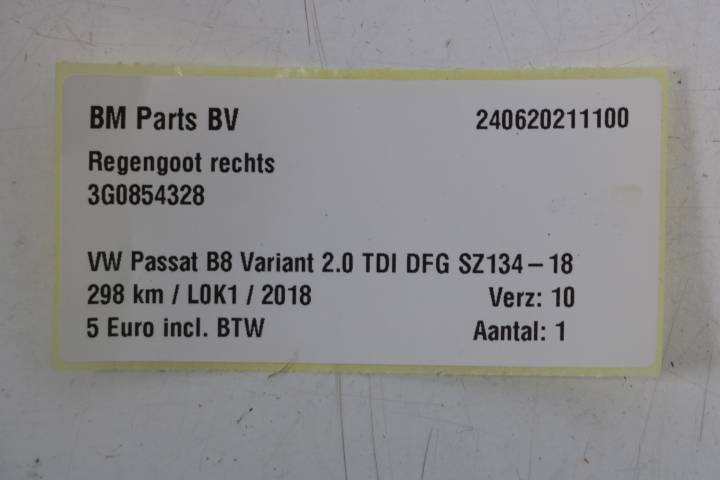 BM Parts BV 240620211100
Regengoot rechts
3G0854328
VW Passat B8 Variant 2.0 TDI DFG SZ134-18
298 km / L0K1 / 2018 Verz: 10
5 Euro incl. BTW Aantal: 1